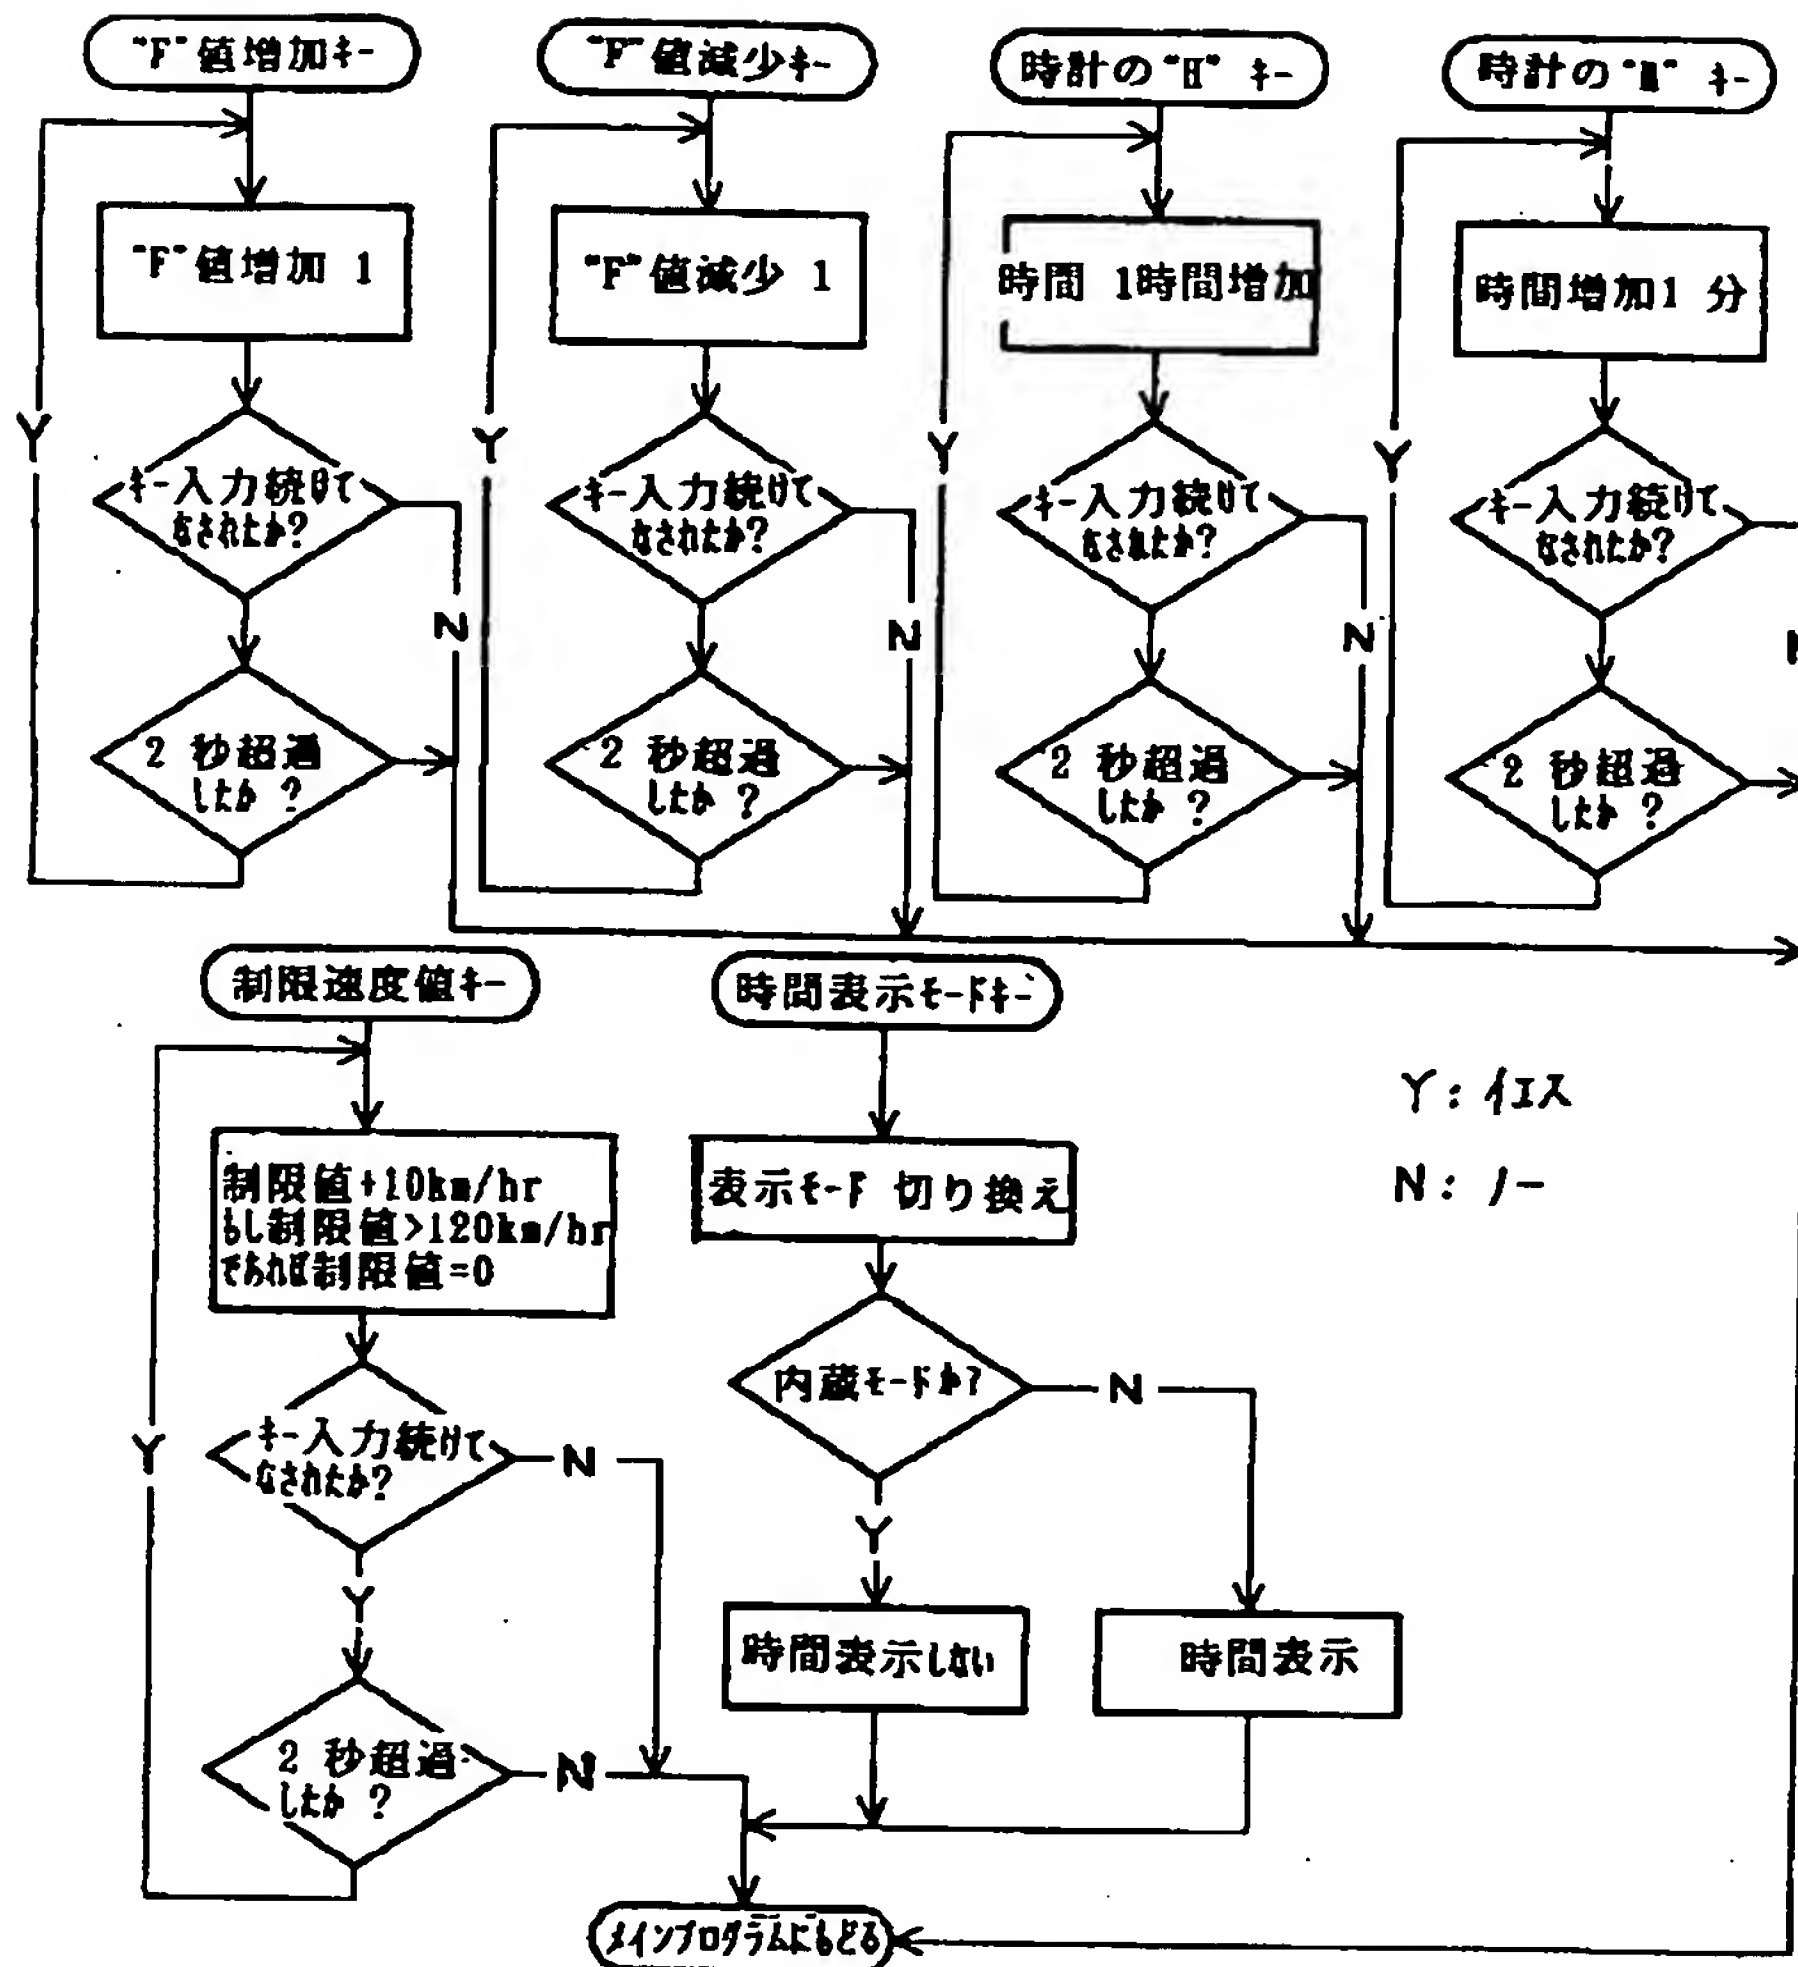 "F"値増加キー
"F"値減少キー
時計の"H" キー
時計の"M" キー
"F"値増加 1
"F"値減少 1
時間 1時間増加
時間増加1 分
Y
キー入力続けて
なされたか?
N
Y
キー入力続けて
なされたか?
N
Y
キー入力続けて
なされたか?
N
Y
キー入力続けて
なされたか?
N
2 秒超過
したか ?
2 秒超過
したか ?
2 秒超過
したか ?
2 秒超過
したか ?
制限速度値キー
時間表示モードキー
Y: イエス
N: ノー
制限値+10km/hr
もし制限値>120km/hr
であれば制限値=0
表示モード 切り換え
Y
キー入力続けて
なされたか?
N
内蔵モードか?
N
Y
Y
時間表示しない
時間表示
2 秒超過
したか ?
N
メインプログラムにもどる